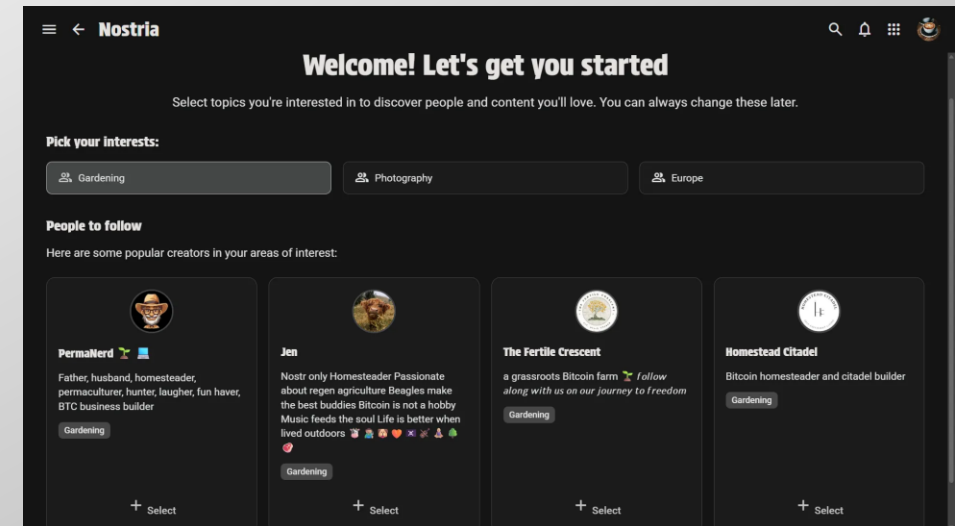 Nostria
Welcome! Let's get you started
Select topics you're interested in to discover people and content you'll love. You can always change these later.
Pick your interests:
Gardening
Photography
Europe
People to follow
Here are some popular creators in your areas of interest:
PermaNerd 🌱 💻
Father, husband, homesteader,
permaculturer, hunter, laugher, fun haver,
BTC business builder
Gardening
+ Select
Jen
Nostr only Homesteader Passionate
about regen agriculture Beagles make
the best buddies Bitcoin is not a hobby
Music feeds the soul Life is better when
lived outdoors
Gardening
+ Select
The Fertile Crescent
a grassroots Bitcoin farm 🌱 follow
along with us on our journey to freedom
Gardening
+ Select
Homestead Citadel
Bitcoin homesteader and citadel builder
Gardening
+ Select